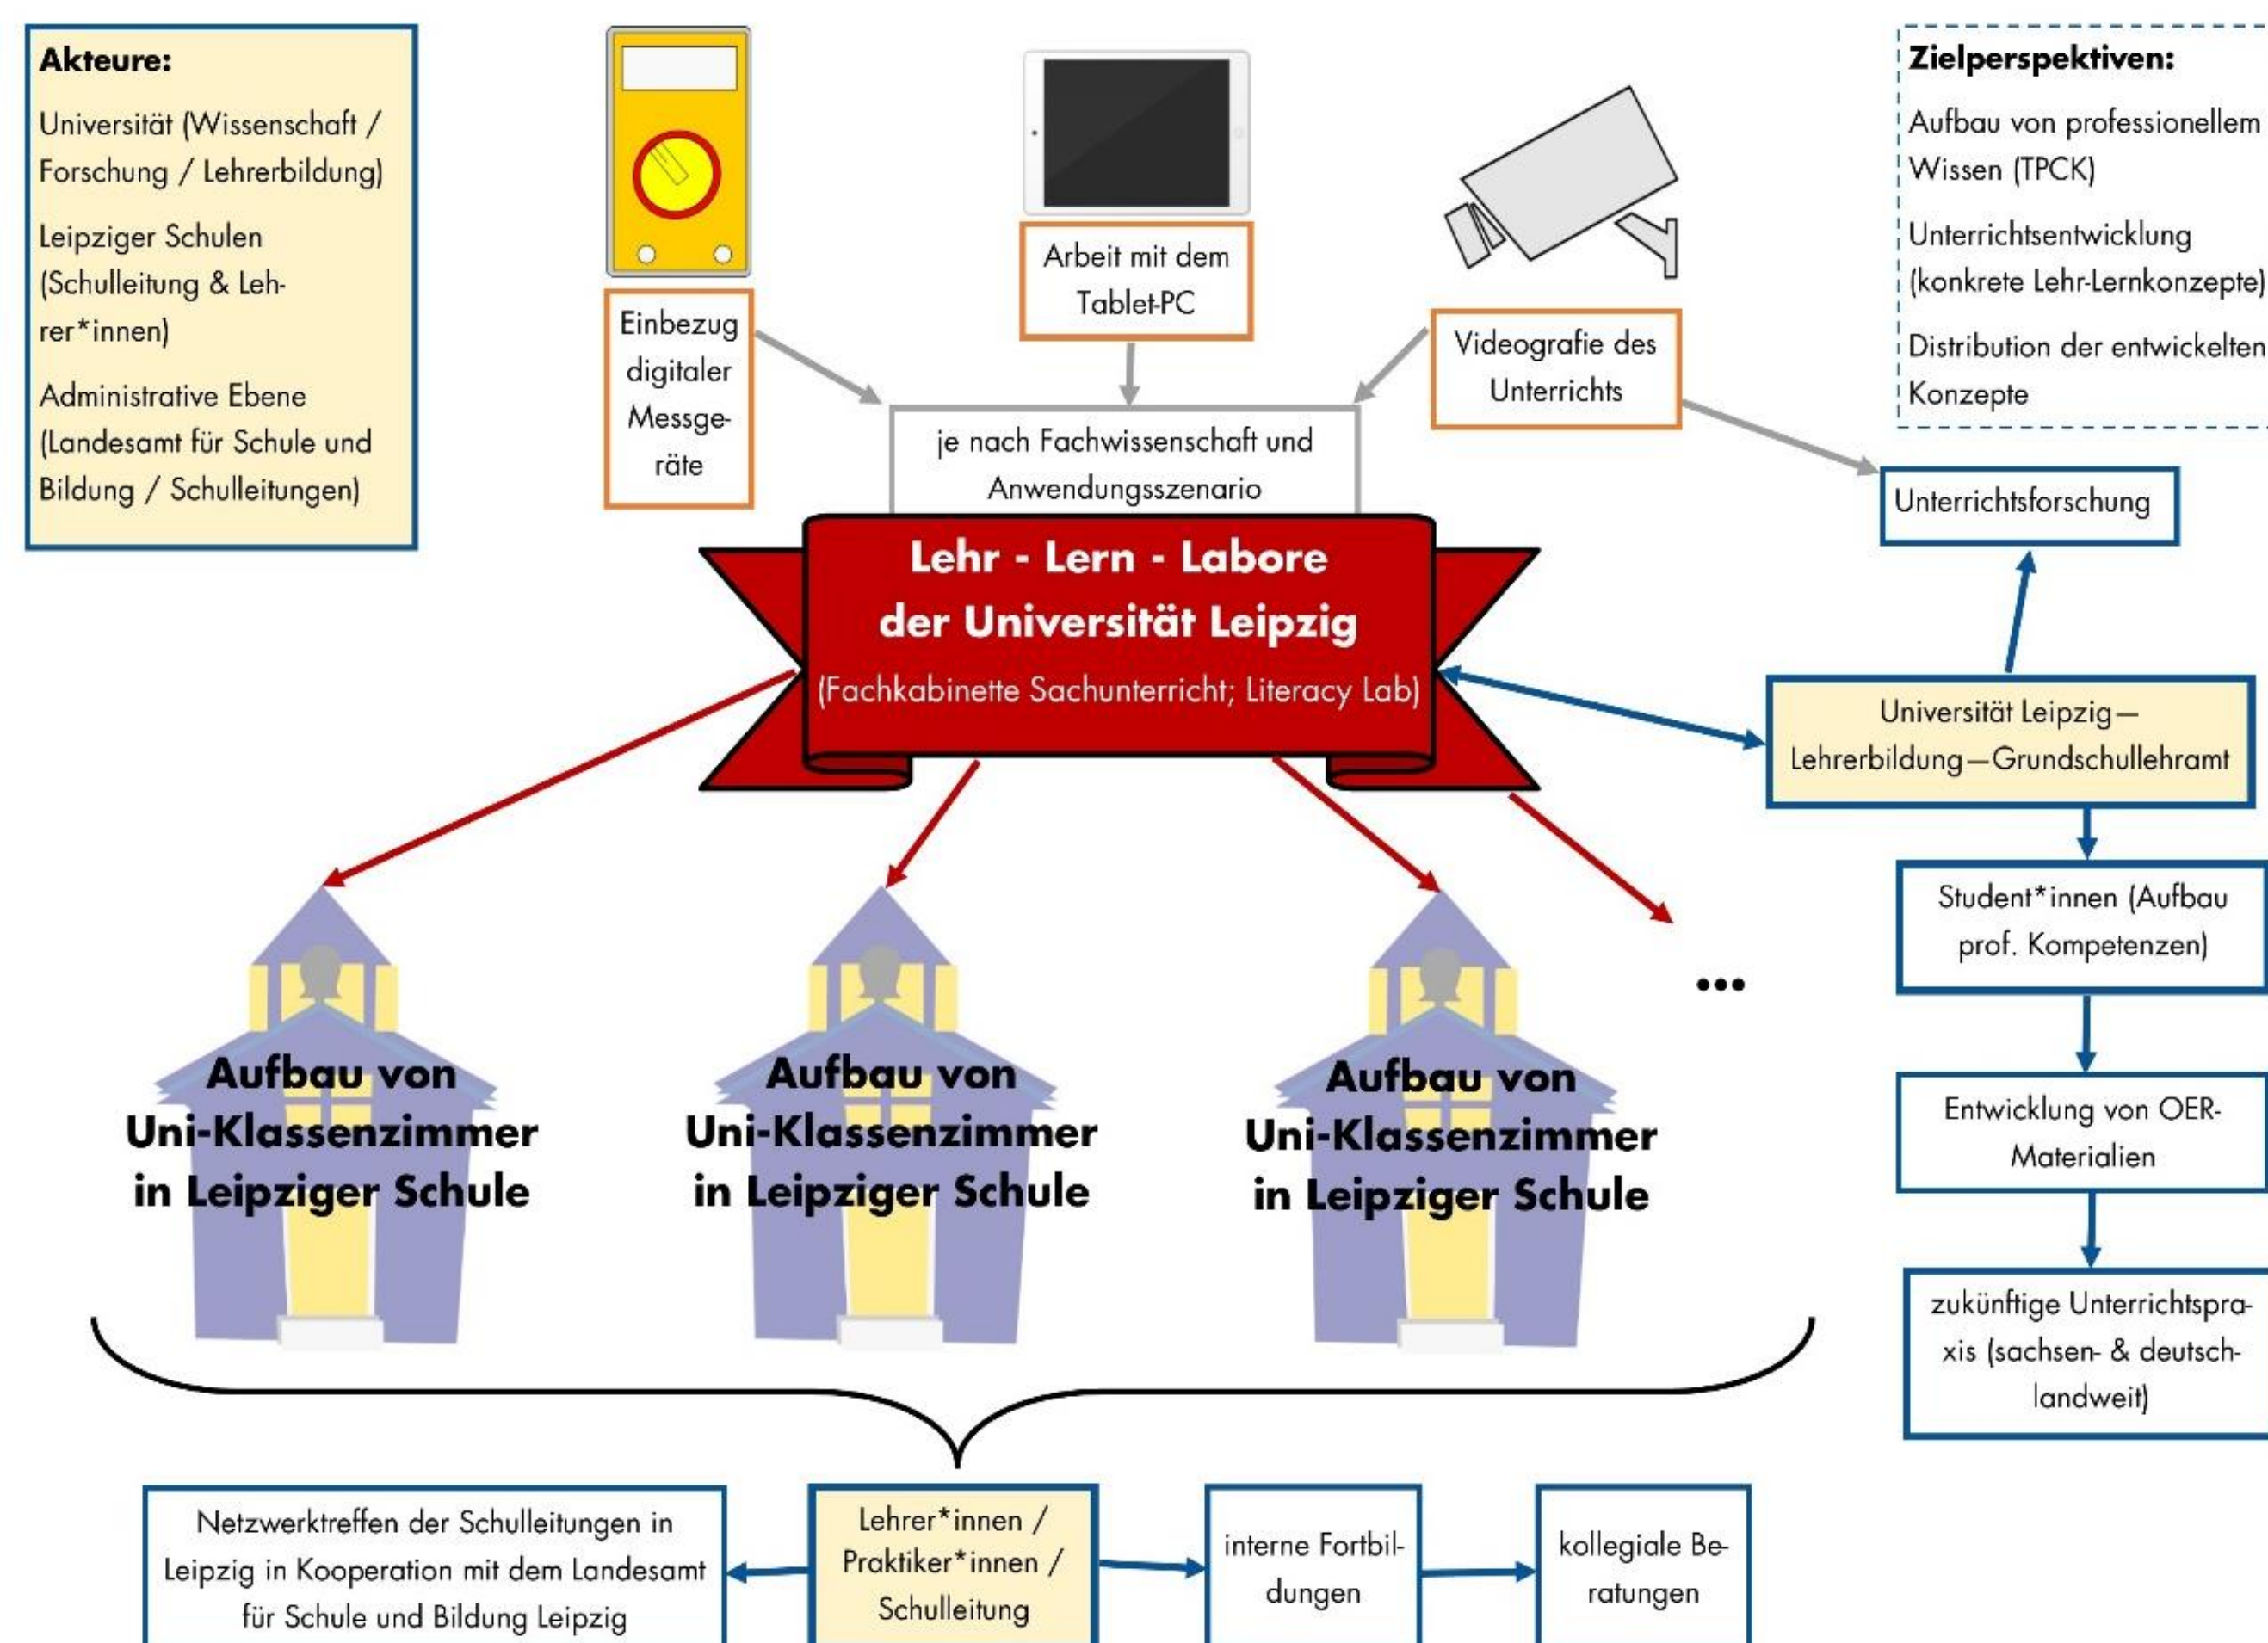 Akteure:
Universität (Wissenschaft /
Forschung / Lehrerbildung)
Leipziger Schulen
(Schulleitung & Leh-
rer*innen)
Administrative Ebene
(Landesamt für Schule und
Bildung / Schulleitungen)
Einbezug
digitaler
Messge-
räte
Arbeit mit dem
Tablet-PC
Videografie des
Unterrichts
Zielperspektiven:
Aufbau von professionellem
Wissen (TPCK)
Unterrichtsentwicklung
(konkrete Lehr-Lernkonzepte)
Distribution der entwickelten
Konzepte
je nach Fachwissenschaft und
Anwendungsszenario
Unterrichtsforschung
Lehr - Lern - Labore
der Universität Leipzig
(Fachkabinette Sachunterricht; Literacy Lab)
Universität Leipzig—
Lehrerbildung—Grundschullehramt
Student*innen (Aufbau
prof. Kompetenzen)
Entwicklung von OER-
Materialien
zukünftige Unterrichtspra-
xis (sachsen- & deutsch-
landweit)
Aufbau von
Uni-Klassenzimmer
in Leipziger Schule
Aufbau von
Uni-Klassenzimmer
in Leipziger Schule
Aufbau von
Uni-Klassenzimmer
in Leipziger Schule
...
Netzwerktreffen der Schulleitungen in
Leipzig in Kooperation mit dem Landesamt
für Schule und Bildung Leipzig
Lehrer*innen /
Praktiker*innen /
Schulleitung
interne Fortbil-
dungen
kollegiale Be-
ratungen